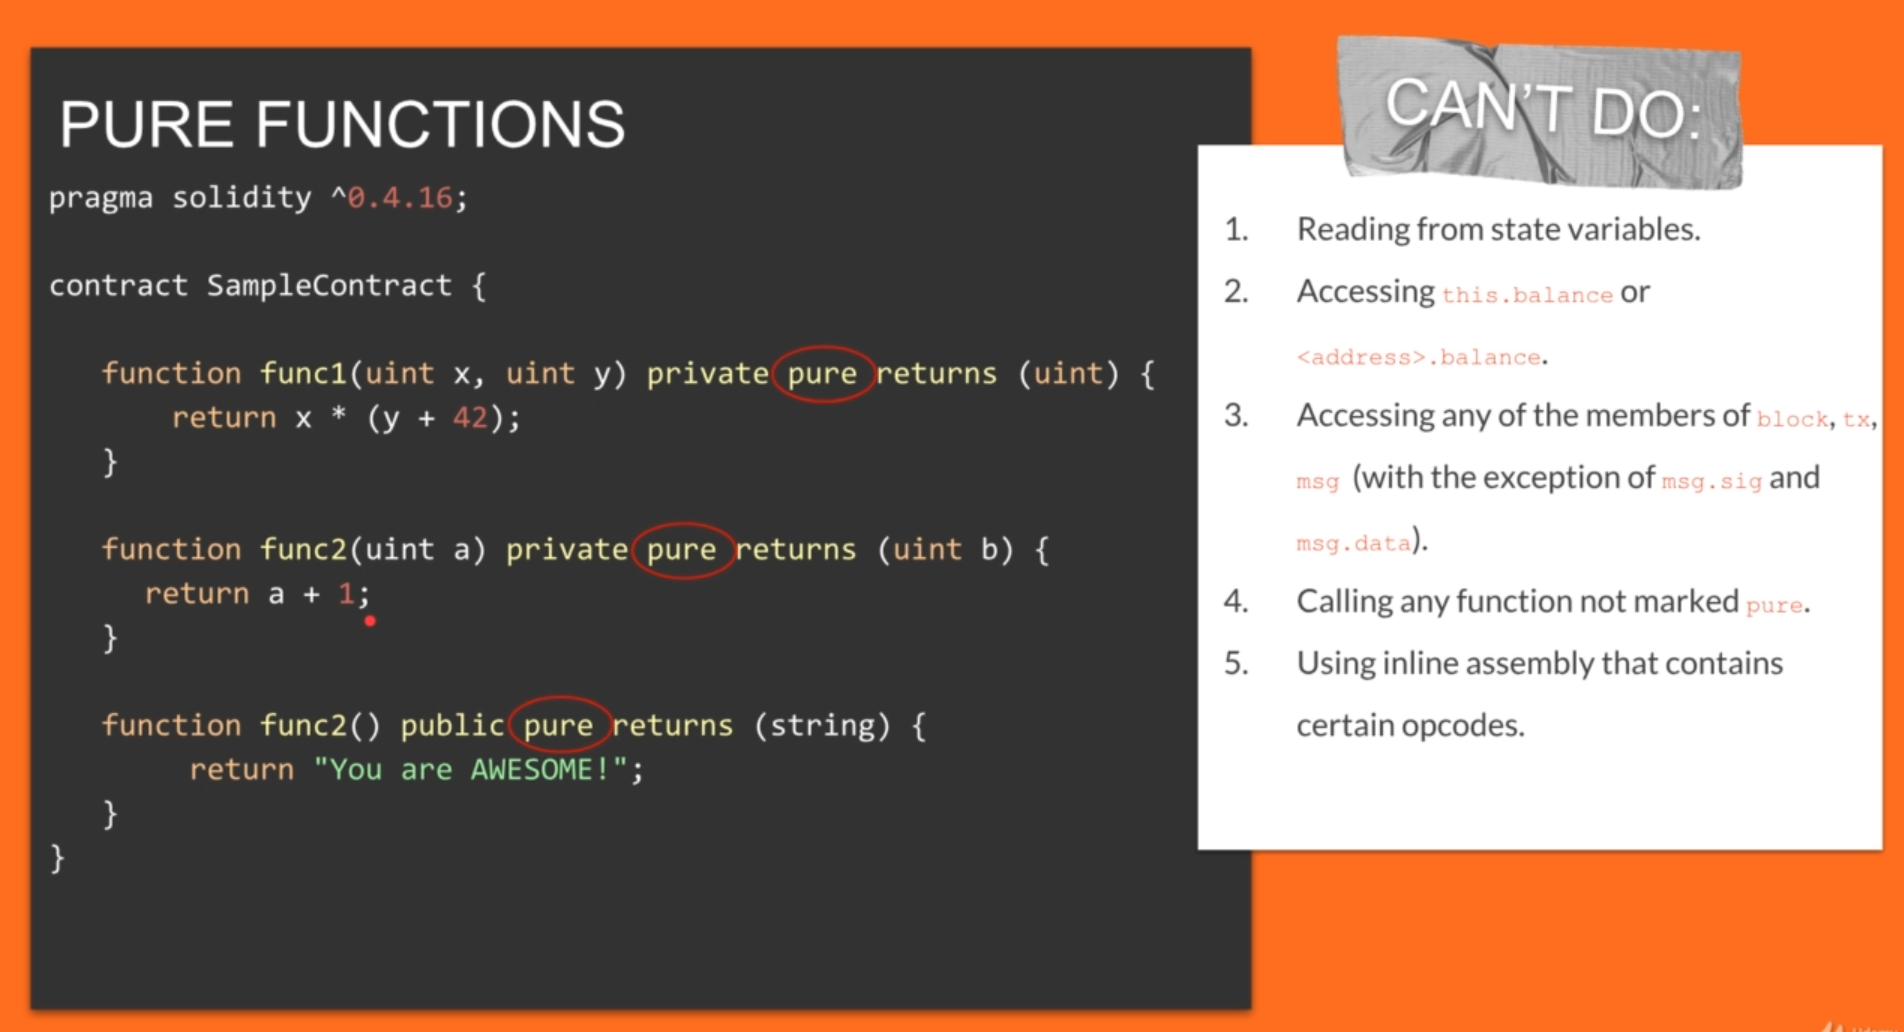 PURE FUNCTIONS
pragma solidity ^0.4.16;
contract SampleContract {
function func1(uint x, uint y) private pure returns (uint) {
return x * (y + 42);
}
function func2(uint a) private pure returns (uint b) {
return a + 1;
}
function func2() public pure returns (string) {
return "You are AWESOME!";
}
}
CAN'T DO:
1. Reading from state variables.
2. Accessing this.balance or
<address>.balance.
3. Accessing any of the members of block, tx,
msg (with the exception of msg.sig and
msg.data).
4. Calling any function not marked pure.
5. Using inline assembly that contains
certain opcodes.